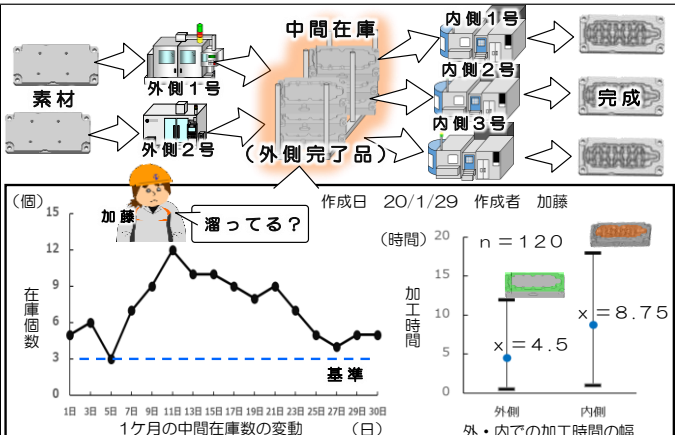 中間在庫
内側1号
外側1号
素材
内側2号
完成
外側2号
(外側完了品)
内側3号
作成日 20/1/29 作成者 加藤
加藤
溜ってる？
(個)
15
12
9
6
3
0
在庫個数
基準
1日 3日 5日 7日 9日 11日 13日 15日 17日 19日 21日 23日 25日 26日 28日 30日
1ケ月の中間在庫数の変動 (日)
(時間)
20
15
10
5
0
加工時間
n＝120
x＝4.5
x＝8.75
外側 内側
外・内での加工時間の幅